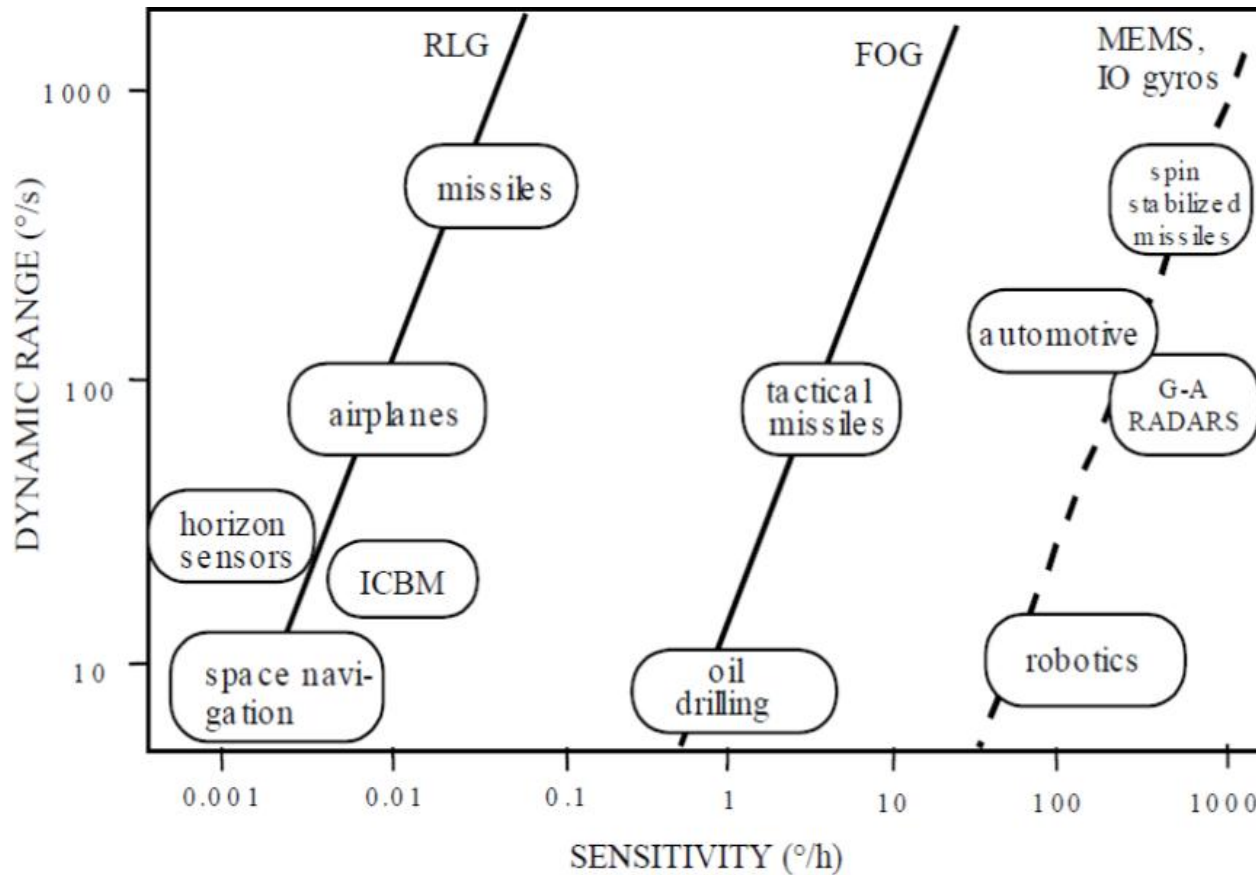 RLG
FOG
MEMS,
IO gyros
1000
100
10
DYNAMIC RANGE (°/s)
missiles
spin
stabilized
missiles
automotive
airplanes
tactical
missiles
G-A
RADARS
horizon
sensors
ICBM
space navi-
gation
oil
drilling
robotics
0.001
0.01
0.1
1
10
100
1000
SENSITIVITY (°/h)